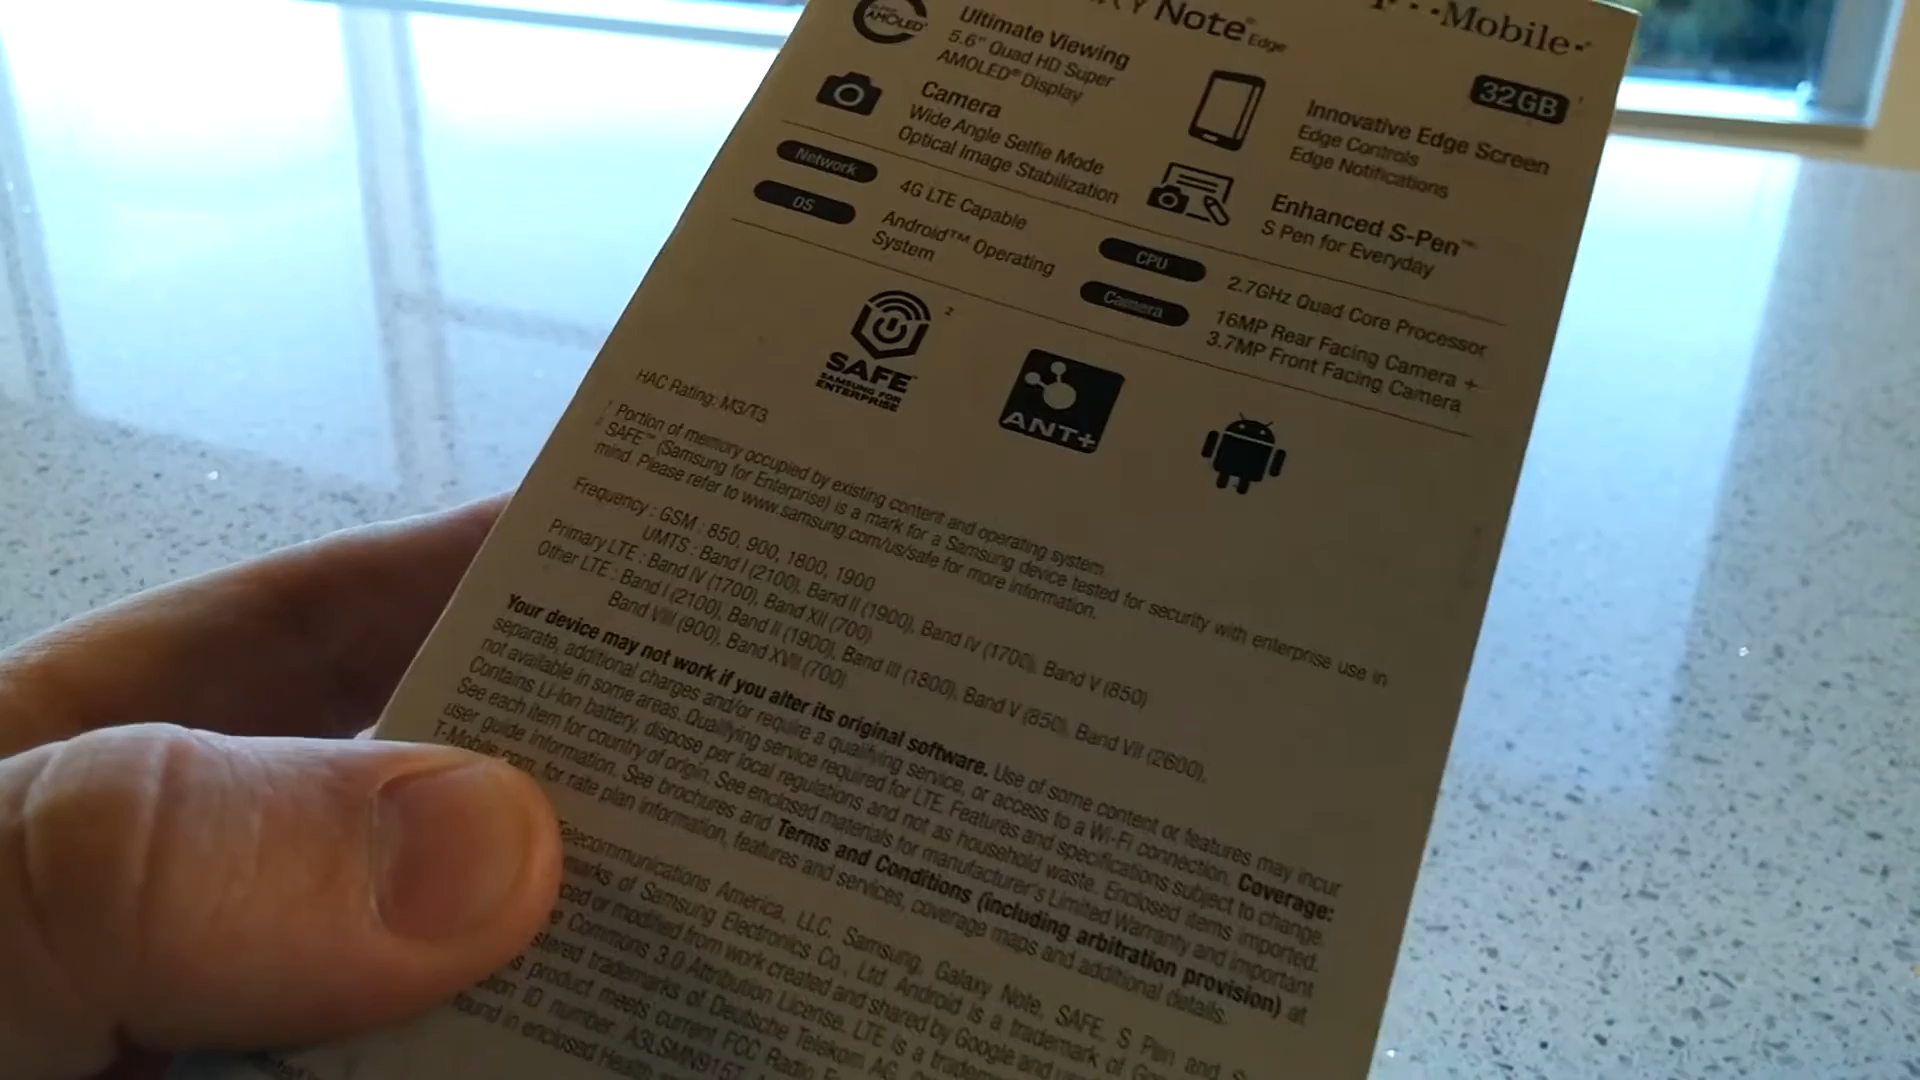 Note Edge
Mobile
AMOLED
Ultimate Viewing
5.6" Quad HD Super
AMOLED® Display
32GB
Camera
Wide Angle Selfie Mode
Optical Image Stabilization
Innovative Edge Screen
Edge Controls
Edge Notifications
Enhanced S-Pen™
S Pen for Everyday
Network
4G LTE Capable
OS
Android™ Operating
System
CPU
2.7GHz Quad Core Processor
Camera
16MP Rear Facing Camera +
3.7MP Front Facing Camera
SAFE™ 2
SAMSUNG FOR
ENTERPRISE
ANT+
HAC Rating: M3/T3
1 Portion of memory occupied by existing content and operating system.
2 SAFE™ (Samsung for Enterprise) is a mark for a Samsung device tested for security with enterprise use in
mind. Please refer to www.samsung.com/us/safe for more information.
Frequency : GSM : 850, 900, 1800, 1900
UMTS : Band I (2100), Band II (1900), Band IV (1700), Band V (850)
Primary LTE : Band IV (1700), Band XII (700)
Other LTE : Band I (2100), Band II (1900), Band III (1800), Band V (850), Band VII (2600),
Band VIII (900), Band XVII (700)
Your device may not work if you alter its original software. Use of some content or features may incur
separate, additional charges and/or require a qualifying service, or access to a Wi-Fi connection. Coverage:
not available in some areas. Qualifying service required for LTE. Features and specifications subject to change.
Contains Li-Ion battery, dispose per local regulations and not as household waste. Enclosed items imported.
See each item for country of origin. See enclosed materials for manufacturer's Limited Warranty and important
user guide information. See brochures and Terms and Conditions (including arbitration provision) at
T-Mobile.com, for rate plan information, features and services, coverage maps and additional details.
Telecommunications America, LLC. Samsung, Galaxy Note, SAFE, S Pen and S
marks of Samsung Electronics Co., Ltd. Android is a trademark of
or modified from work created and shared by Google and
Commons 3.0 Attribution License. LTE is a
trademarks of Deutsche Telekom AG.
product meets current FCC Radio
ID number: A3LSMN915T
found in enclosed Health